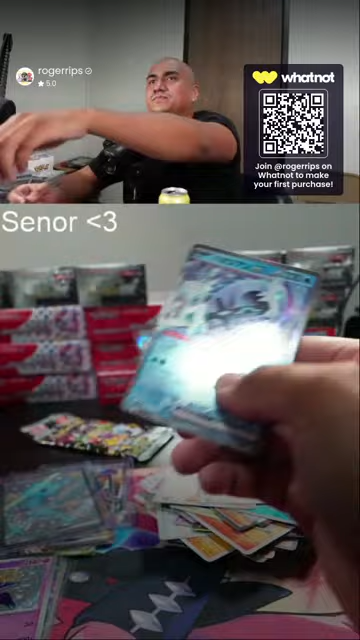 rogerrips
★ 5.0
whatnot
Join @rogerrips on
Whatnot to make
your first purchase!
Senor <3